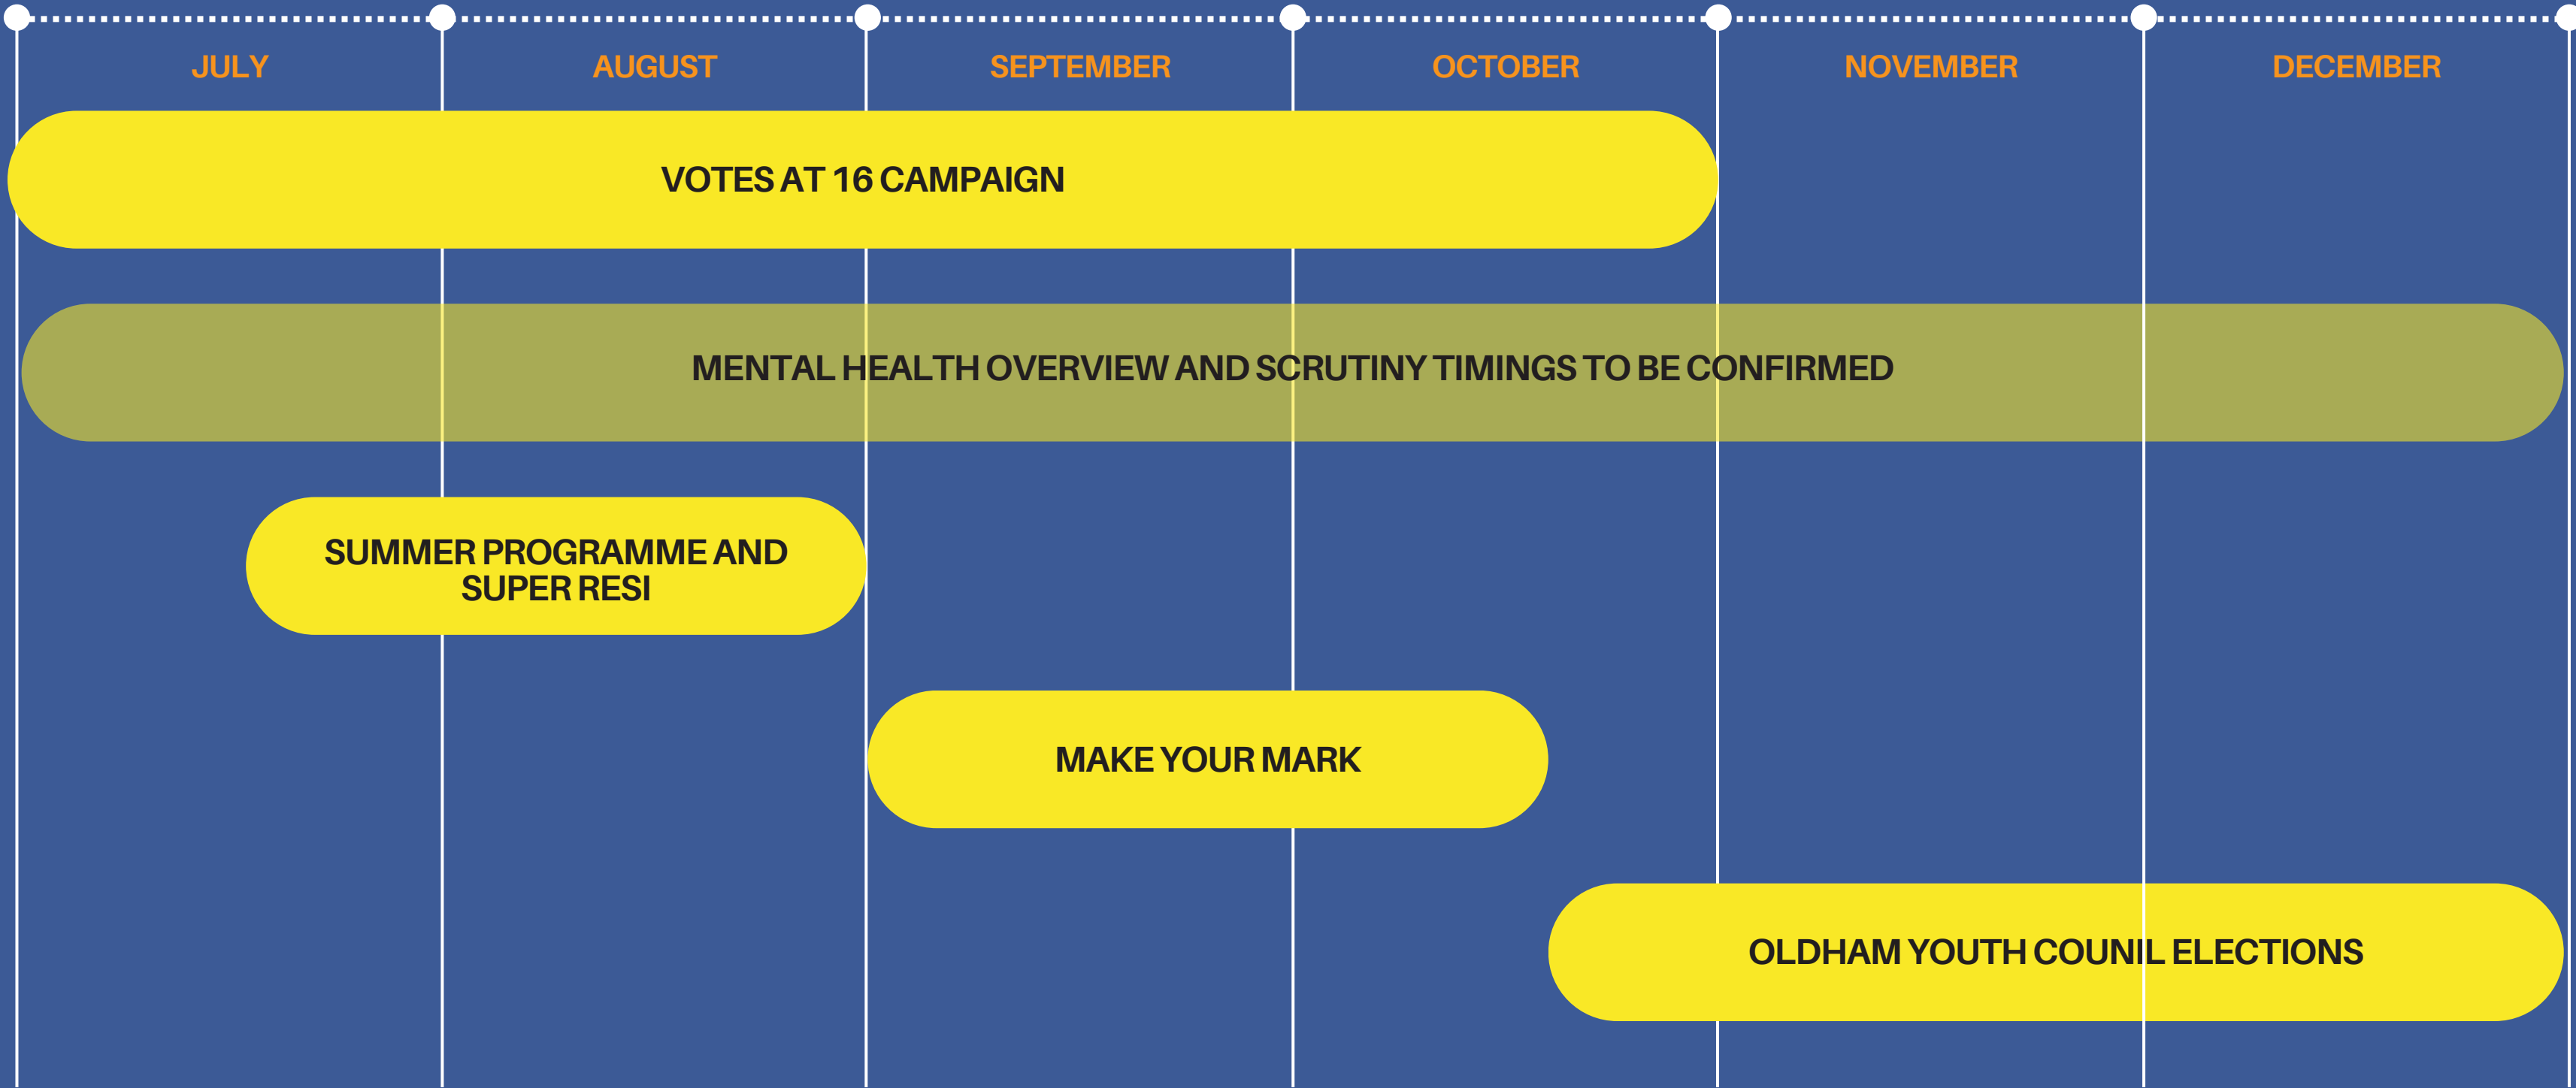 JULY
AUGUST
SEPTEMBER
OCTOBER
NOVEMBER
DECEMBER
VOTES AT 16 CAMPAIGN
MENTAL HEALTH OVERVIEW AND SCRUTINY TIMINGS TO BE CONFIRMED
SUMMER PROGRAMME AND
SUPER RESI
MAKE YOUR MARK
OLDHAM YOUTH COUNIL ELECTIONS